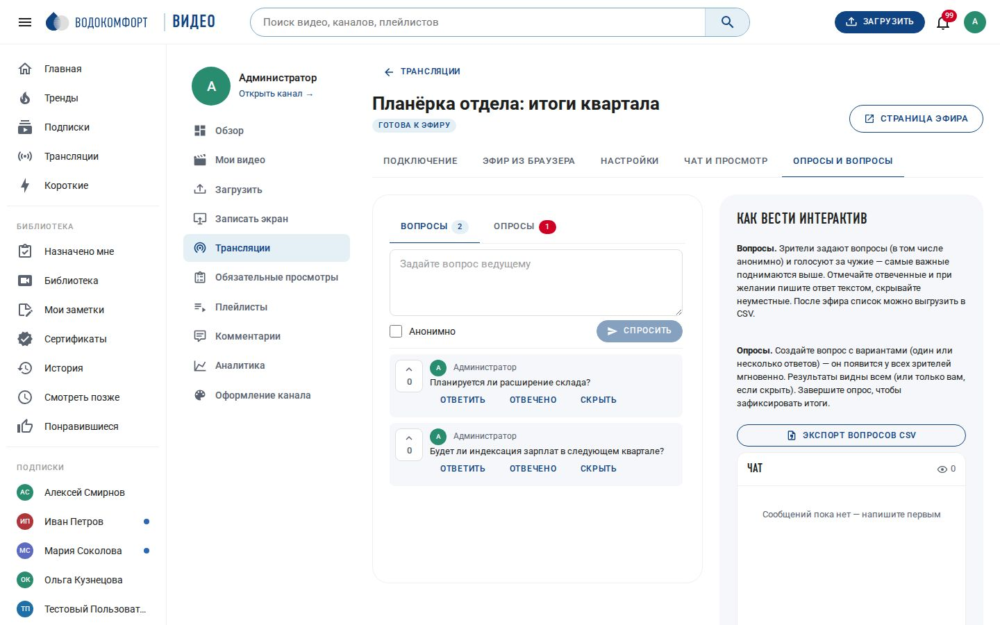 ВОДОКОМФОРТ
ВИДЕО
Поиск видео, каналов, плейлистов
ЗАГРУЗИТЬ
99
А
Главная
Тренды
Подписки
Трансляции
Короткие
БИБЛИОТЕКА
Назначено мне
Библиотека
Мои заметки
Сертификаты
История
Смотреть позже
Понравившиеся
ПОДПИСКИ
АС Алексей Смирнов
ИП Иван Петров
МС Мария Соколова
ОК Ольга Кузнецова
ТП Тестовый Пользоват...
А
Администратор
Открыть канал →
Обзор
Мои видео
Загрузить
Записать экран
Трансляции
Обязательные просмотры
Плейлисты
Комментарии
Аналитика
Оформление канала
ТРАНСЛЯЦИИ
Планёрка отдела: итоги квартала
ГОТОВА К ЭФИРУ
СТРАНИЦА ЭФИРА
ПОДКЛЮЧЕНИЕ
ЭФИР ИЗ БРАУЗЕРА
НАСТРОЙКИ
ЧАТ И ПРОСМОТР
ОПРОСЫ И ВОПРОСЫ
ВОПРОСЫ 2
ОПРОСЫ 1
Задайте вопрос ведущему
Анонимно
СПРОСИТЬ
0
А Администратор
Планируется ли расширение склада?
ОТВЕТИТЬ ОТВЕЧЕНО СКРЫТЬ
0
А Администратор
Будет ли индексация зарплат в следующем квартале?
ОТВЕТИТЬ ОТВЕЧЕНО СКРЫТЬ
КАК ВЕСТИ ИНТЕРАКТИВ
Вопросы. Зрители задают вопросы (в том числе
анонимно) и голосуют за чужие — самые важные
поднимаются выше. Отмечайте отвеченные и при
желании пишите ответ текстом, скрывайте
неуместные. После эфира список можно выгрузить в
CSV.
Опросы. Создайте вопрос с вариантами (один или
несколько ответов) — он появится у всех зрителей
мгновенно. Результаты видны всем (или только вам,
если скрыть). Завершите опрос, чтобы
зафиксировать итоги.
ЭКСПОРТ ВОПРОСОВ CSV
ЧАТ
0
Сообщений пока нет — напишите первым